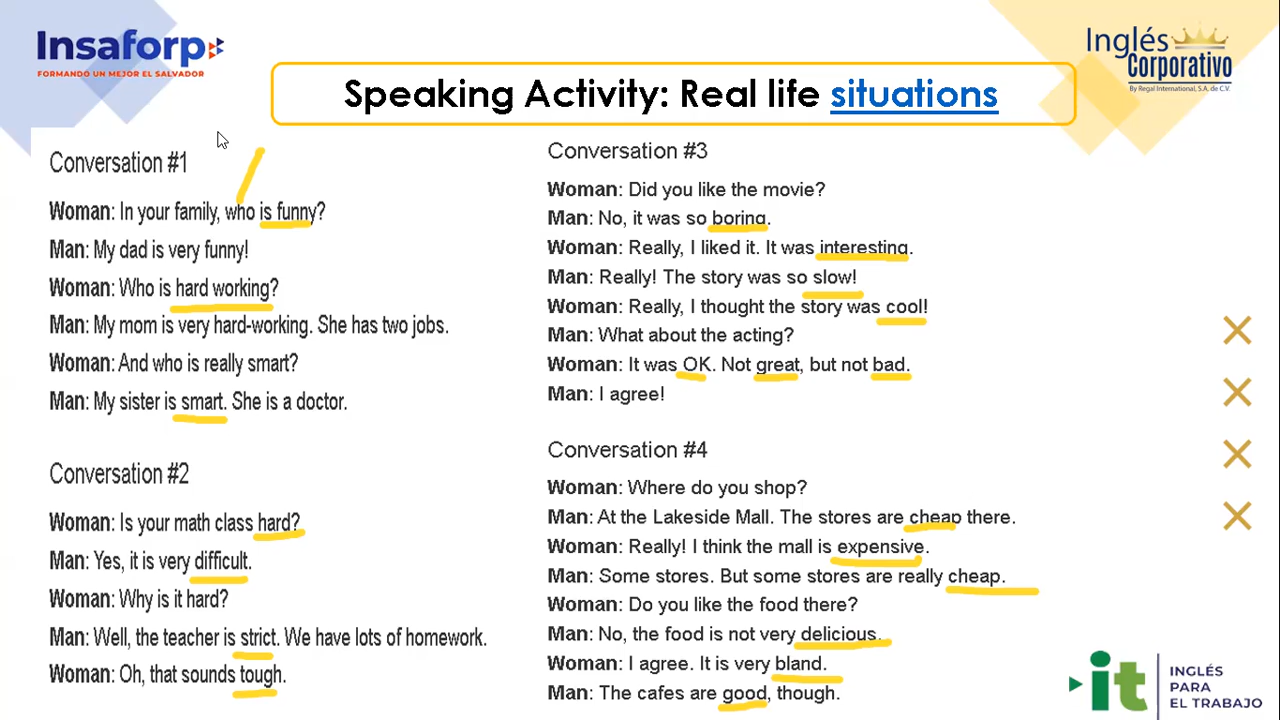 Insaforp
FORMANDO UN MEJOR EL SALVADOR
Inglés
Corporativo
By Regal International, S.A. de C.V.
Speaking Activity: Real life situations
Conversation #1
Woman: In your family, who is funny?
Man: My dad is very funny!
Woman: Who is hard working?
Man: My mom is very hard-working. She has two jobs.
Woman: And who is really smart?
Man: My sister is smart. She is a doctor.
Conversation #2
Woman: Is your math class hard?
Man: Yes, it is very difficult.
Woman: Why is it hard?
Man: Well, the teacher is strict. We have lots of homework.
Woman: Oh, that sounds tough.
Conversation #3
Woman: Did you like the movie?
Man: No, it was so boring.
Woman: Really, I liked it. It was interesting.
Man: Really! The story was so slow!
Woman: Really, I thought the story was cool!
Man: What about the acting?
Woman: It was OK. Not great, but not bad.
Man: I agree!
Conversation #4
Woman: Where do you shop?
Man: At the Lakeside Mall. The stores are cheap there.
Woman: Really! I think the mall is expensive.
Man: Some stores. But some stores are really cheap.
Woman: Do you like the food there?
Man: No, the food is not very delicious.
Woman: I agree. It is very bland.
Man: The cafes are good, though.
it
INGLÉS
PARA
EL TRABAJO